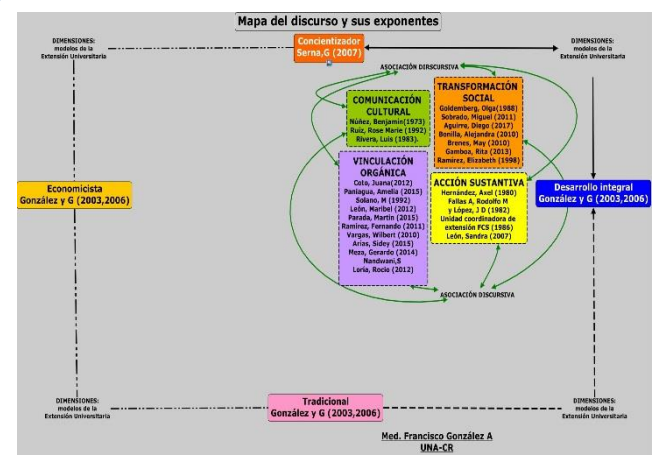 Mapa del discurso y sus exponentes
DIMENSIONES:
modelos de la
Extensión Universitaria
Concientizador
Serna,G (2007)
DIMENSIONES:
modelos de la
Extensión Universitaria
ASOCIACIÓN DIRSCURSIVA
COMUNICACIÓN
CULTURAL
Núñez, Benjamín(1973)
Ruiz, Rose Marie (1992)
Rivera, Luis (1983).
TRANSFORMACIÓN
SOCIAL
Goldemberg, Olga(1988)
Sobrado, Miguel (2011)
Aguirre, Diego (2017)
Bonilla, Alejandra (2010)
Brenes, May (2010)
Gamboa, Rita (2013)
Ramírez, Elizabeth (1998)
VINCULACIÓN
ORGÁNICA
Coto, Juana(2012)
Paniagua, Amelia (2015)
Solano, M (1992)
León, Maribel (2012)
Parada, Martín (2015)
Ramírez, Fernando (2011)
Vargas, Wilbert (2010)
Arias, Sidey (2015)
Meza, Gerardo (2014)
Nandwani,S
Loría, Rocío (2012)
ACCIÓN SUSTANTIVA
Hernández, Axel (1980)
Fallas A, Rodolfo M
y López, J D (1982)
Unidad coordinadora de
extensión FCS (1986)
León, Sandra (2007)
Economicista
González y G (2003,2006)
Desarrollo integral
González y G (2003,2006)
ASOCIACIÓN DISCURSIVA
DIMENSIONES:
modelos de la
Extensión Universitaria
Tradicional
González y G (2003,2006)
DIMENSIONES:
modelos de la
Extensión Universitaria
Med. Francisco González A
UNA-CR